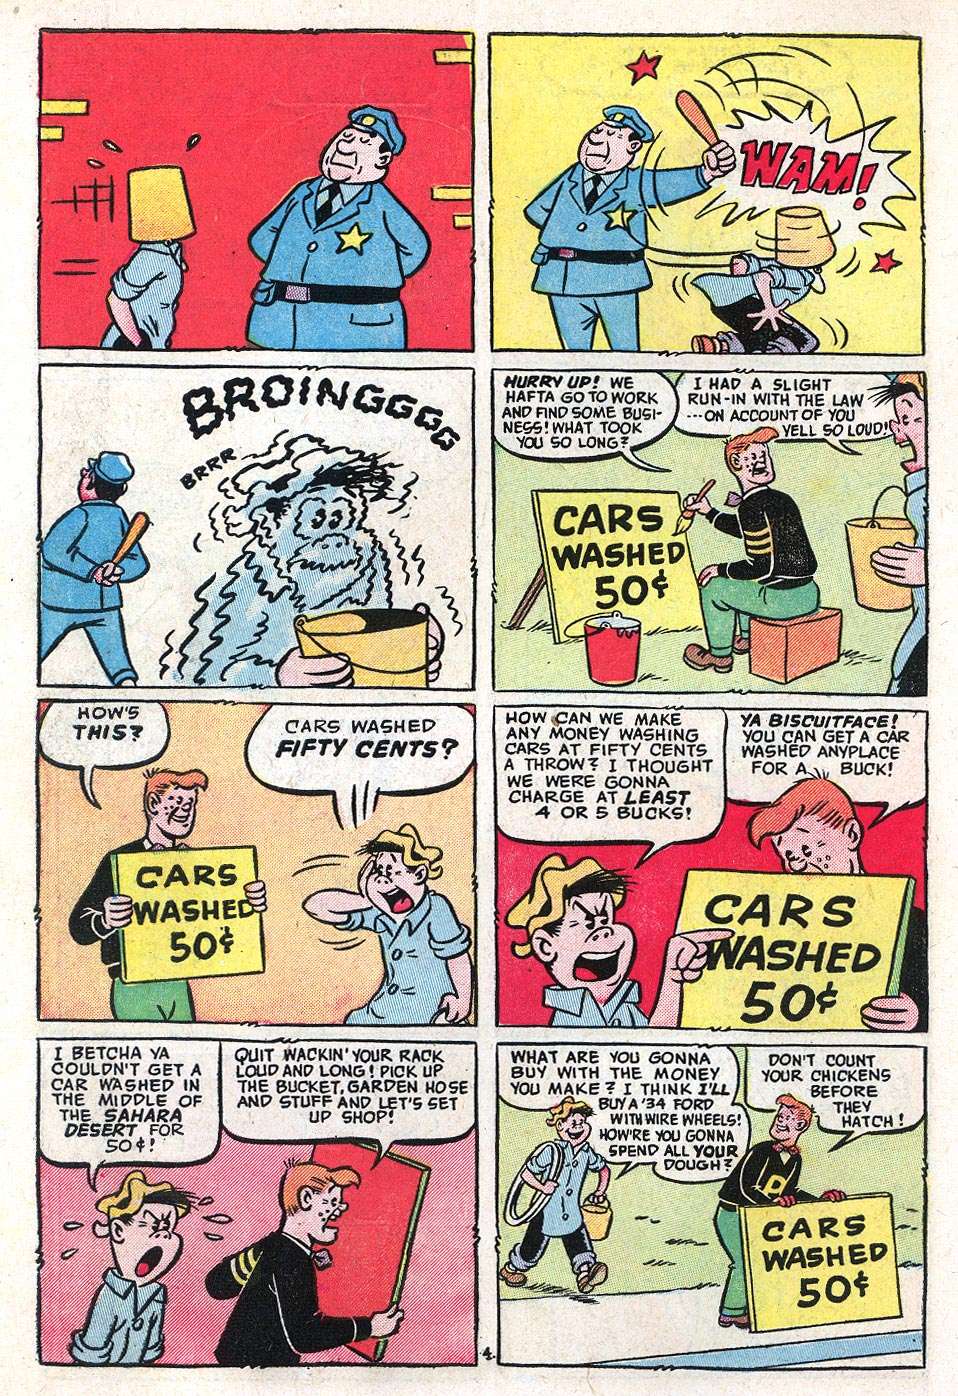 WAM!
BROINGGGGG
BRRR
HURRY UP! WE
HAFTA GO TO WORK
AND FIND SOME BUSI-
NESS! WHAT TOOK
YOU SO LONG?
I HAD A SLIGHT
RUN-IN WITH THE LAW
---ON ACCOUNT OF YOU
YELL SO LOUD!
CARS
WASHED
50¢
HOW'S
THIS?
CARS WASHED
FIFTY CENTS?
CARS
WASHED
50¢
HOW CAN WE MAKE
ANY MONEY WASHING
CARS AT FIFTY CENTS
A THROW? I THOUGHT
WE WERE GONNA
CHARGE AT LEAST
4 OR 5 BUCKS!
YA BISCUITFACE!
YOU CAN GET A CAR
WASHED ANYPLACE
FOR A BUCK!
CARS
WASHED
50¢
I BETCHA YA
COULDN'T GET A
CAR WASHED IN
THE MIDDLE OF
THE SAHARA
DESERT FOR
50¢!
QUIT WACKIN' YOUR RACK
LOUD AND LONG! PICK UP
THE BUCKET, GARDEN HOSE
AND STUFF AND LET'S SET
UP SHOP!
WHAT ARE YOU GONNA
BUY WITH THE MONEY
YOU MAKE? I THINK I'LL
BUY A '34 FORD
WITH WIRE WHEELS!
HOW'RE YOU GONNA
SPEND ALL YOUR
DOUGH?
DON'T COUNT
YOUR CHICKENS
BEFORE
THEY
HATCH!
P
CARS
WASHED
50¢
4